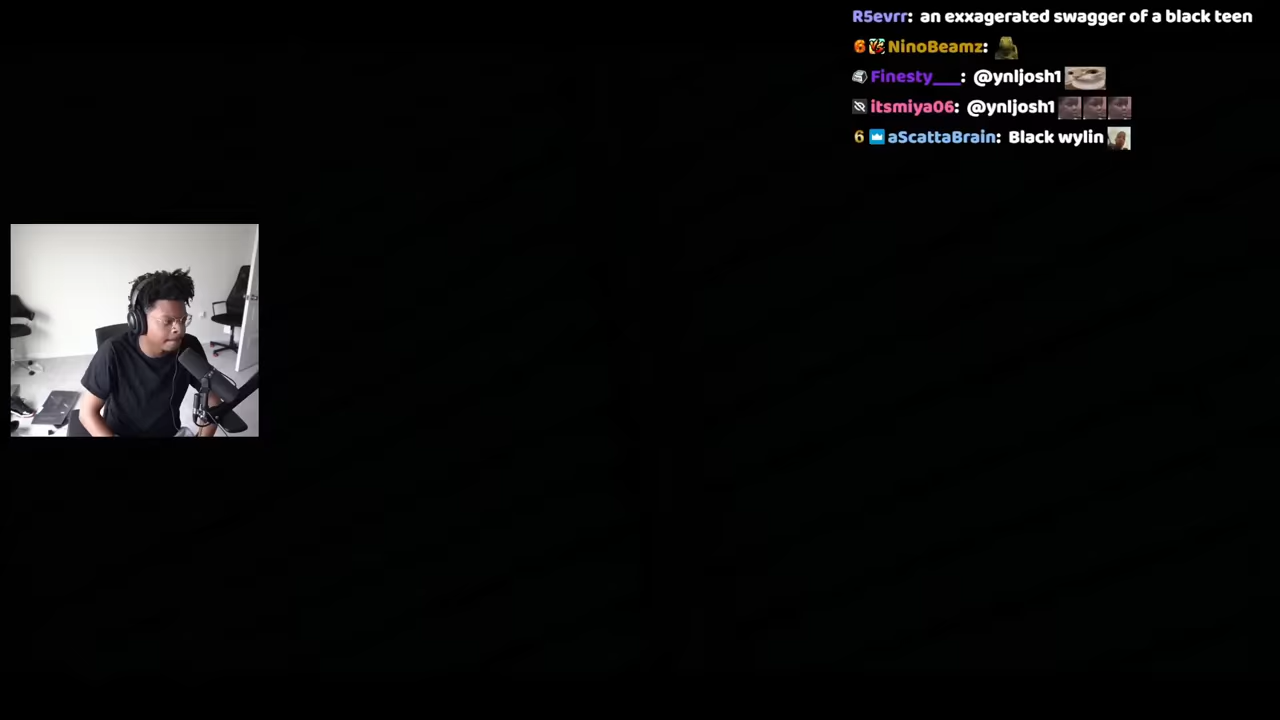 R5evrr: an exxagerated swagger of a black teen
6 NinoBeamz:
Finesty___: @ynljosh1
itsmiya06: @ynljosh1
6 aScattaBrain: Black wylin